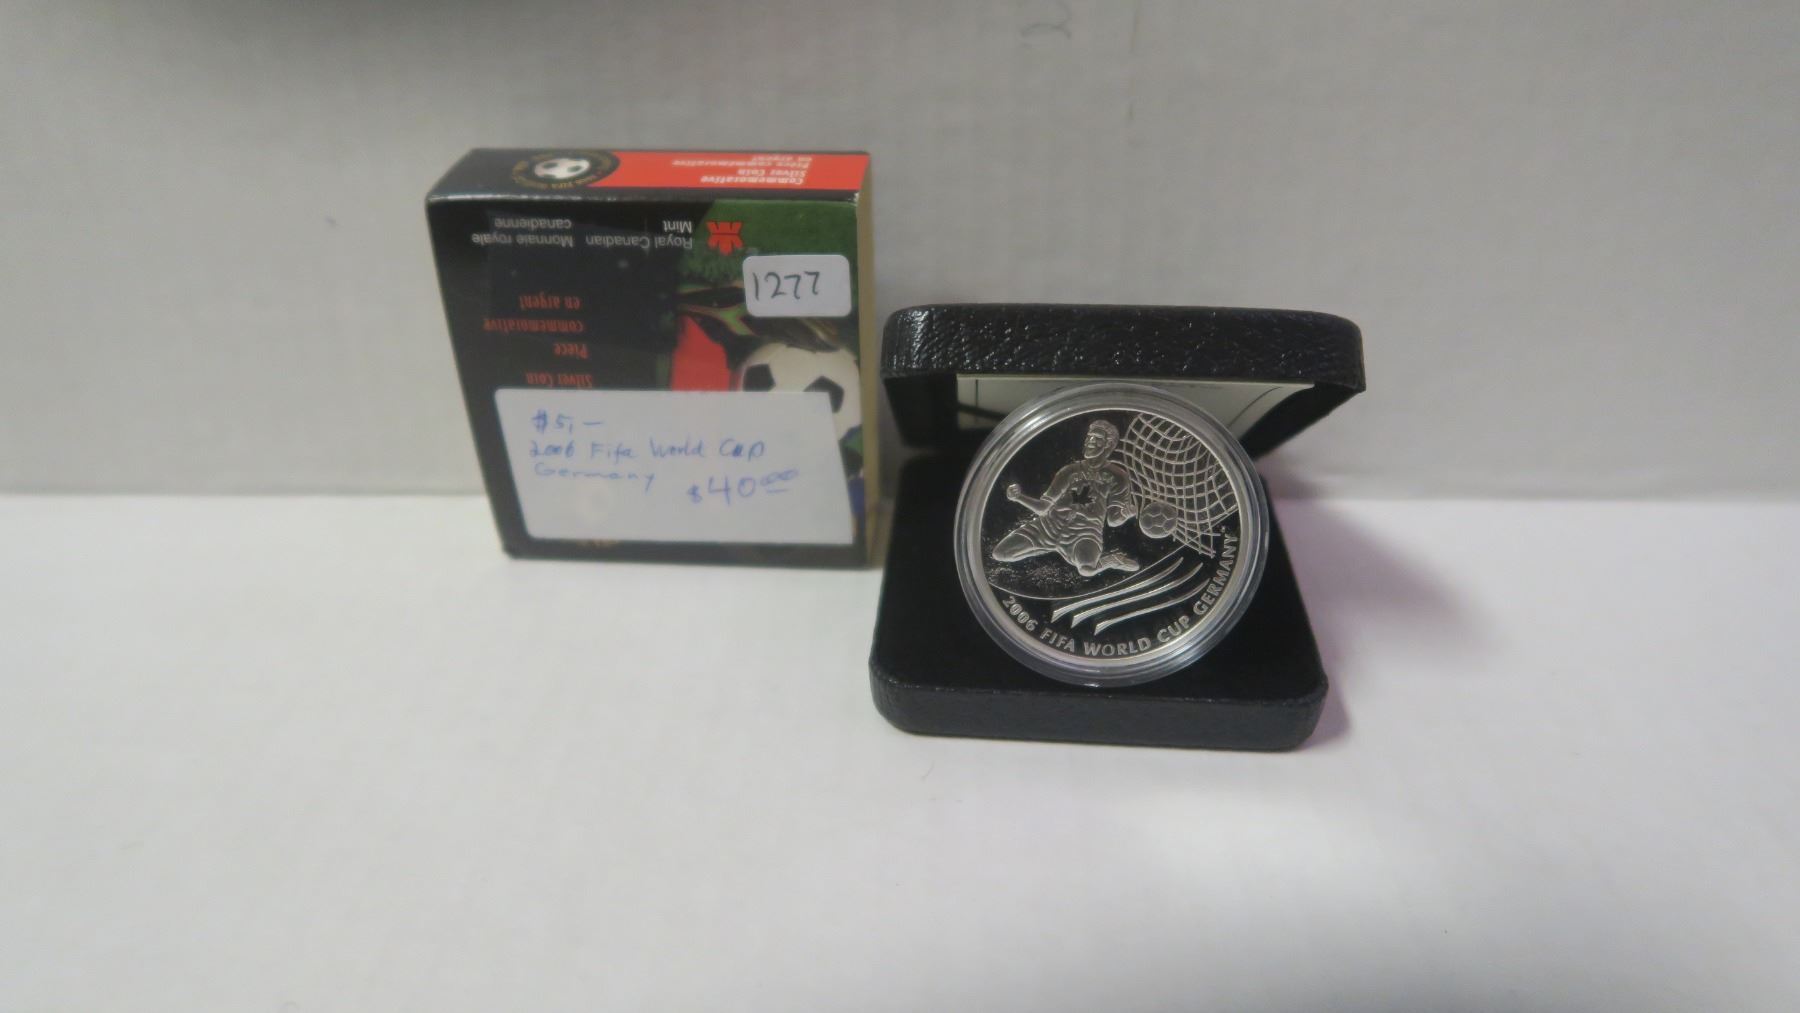 Commemorative
Silver Coin
Pièce commémorative
en argent
Royal Canadian Mint
Monnaie royale canadienne
1277
Silver Coin
Pièce
commémorative
en argent
$5,-
2006 Fifa World Cup
Germany $40.00
2006 FIFA WORLD CUP GERMANY